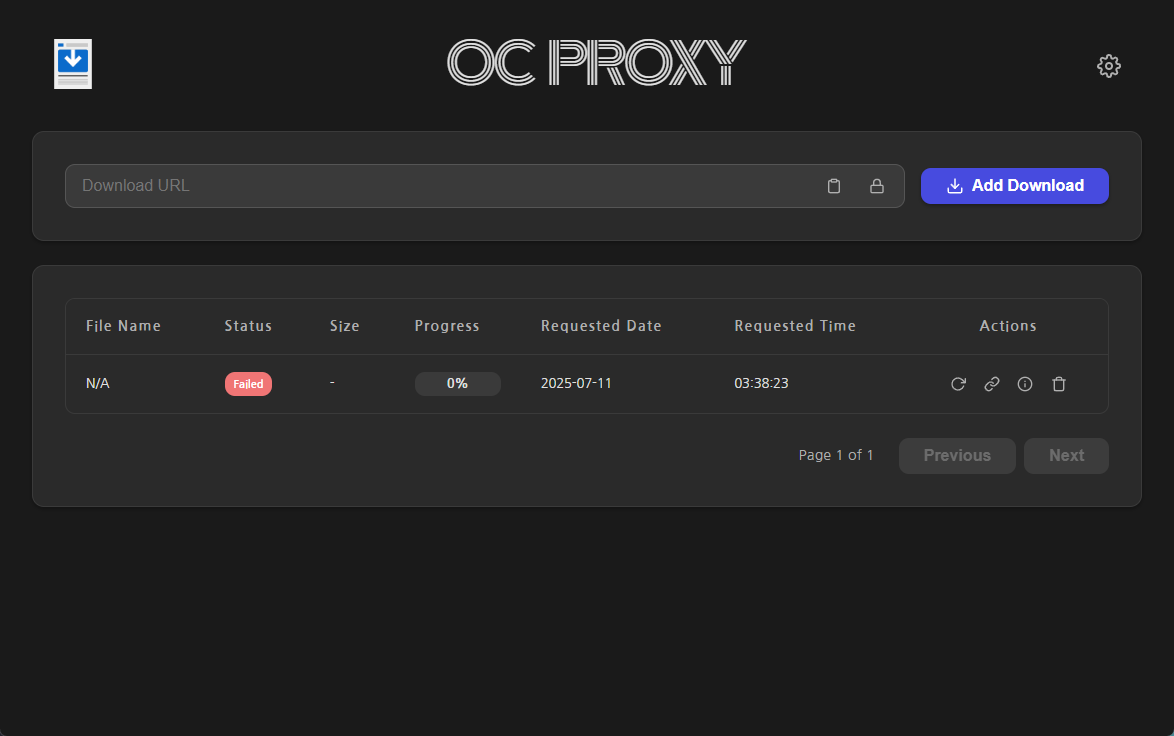 OC PROXY
Download URL
Add Download
File Name Status Size Progress Requested Date Requested Time Actions
N/A Failed - 0% 2025-07-11 03:38:23
Page 1 of 1 Previous Next